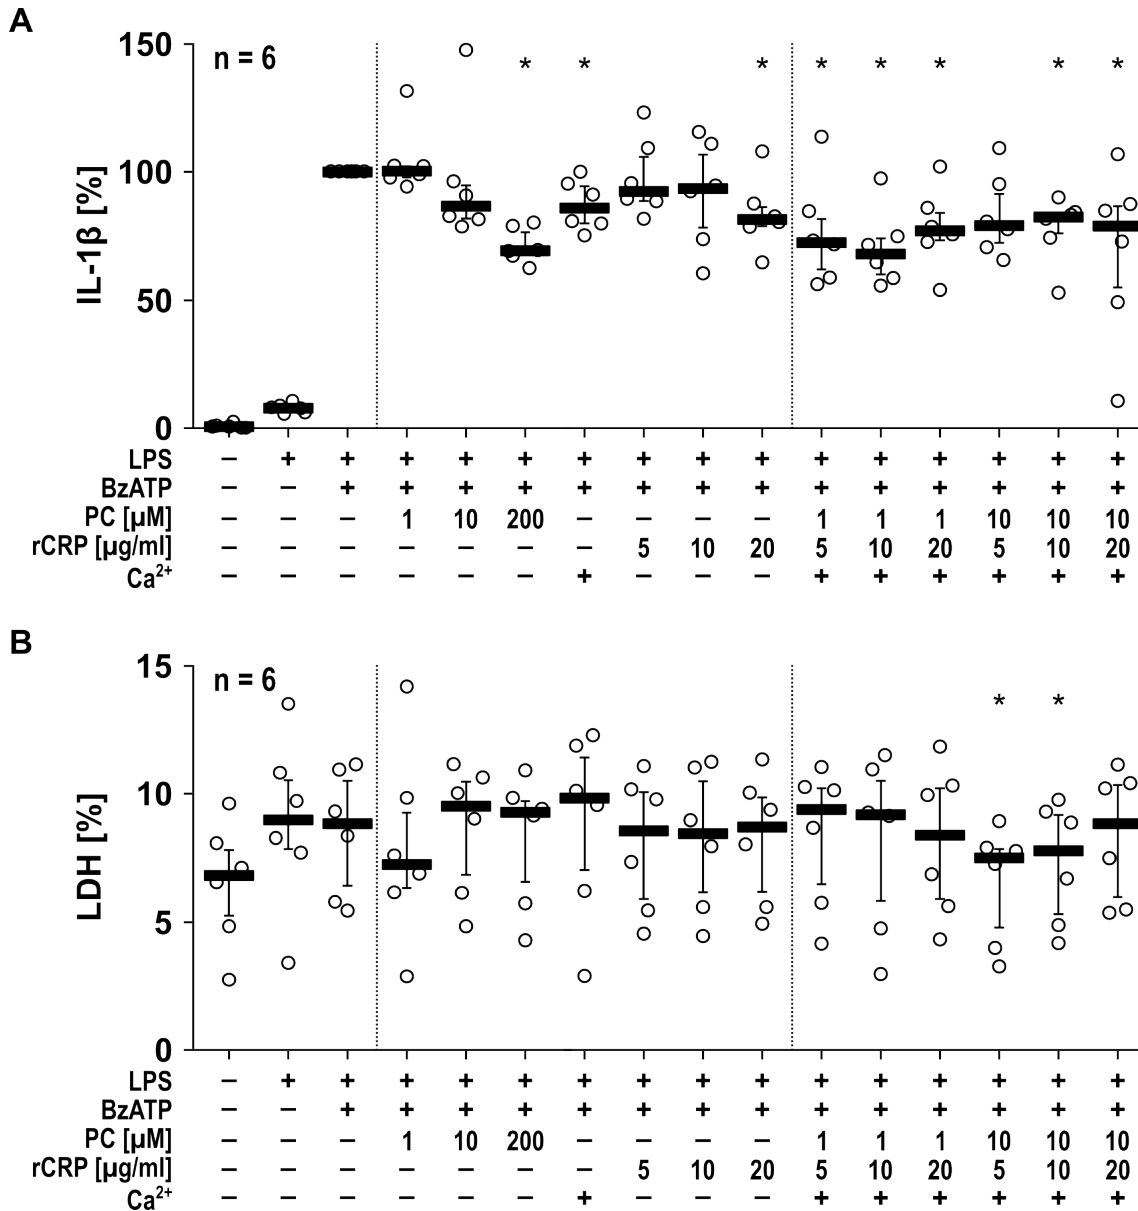 A
150
n = 6
* * * * * * * *
100
IL-1β [%]
50
0
LPS – + + + + + + + + + + + + + + +
BzATP – – + + + + + + + + + + + + + +
PC [µM] – – – 1 10 200 – – – – 1 1 1 10 10 10
rCRP [µg/ml] – – – – – – – 5 10 20 5 10 20 5 10 20
Ca²⁺ – – – – – – + – – – + + + + + +
B
15
n = 6
* *
10
LDH [%]
5
0
LPS – + + + + + + + + + + + + + + +
BzATP – – + + + + + + + + + + + + + +
PC [µM] – – – 1 10 200 – – – – 1 1 1 10 10 10
rCRP [µg/ml] – – – – – – – 5 10 20 5 10 20 5 10 20
Ca²⁺ – – – – – – + – – – + + + + + +